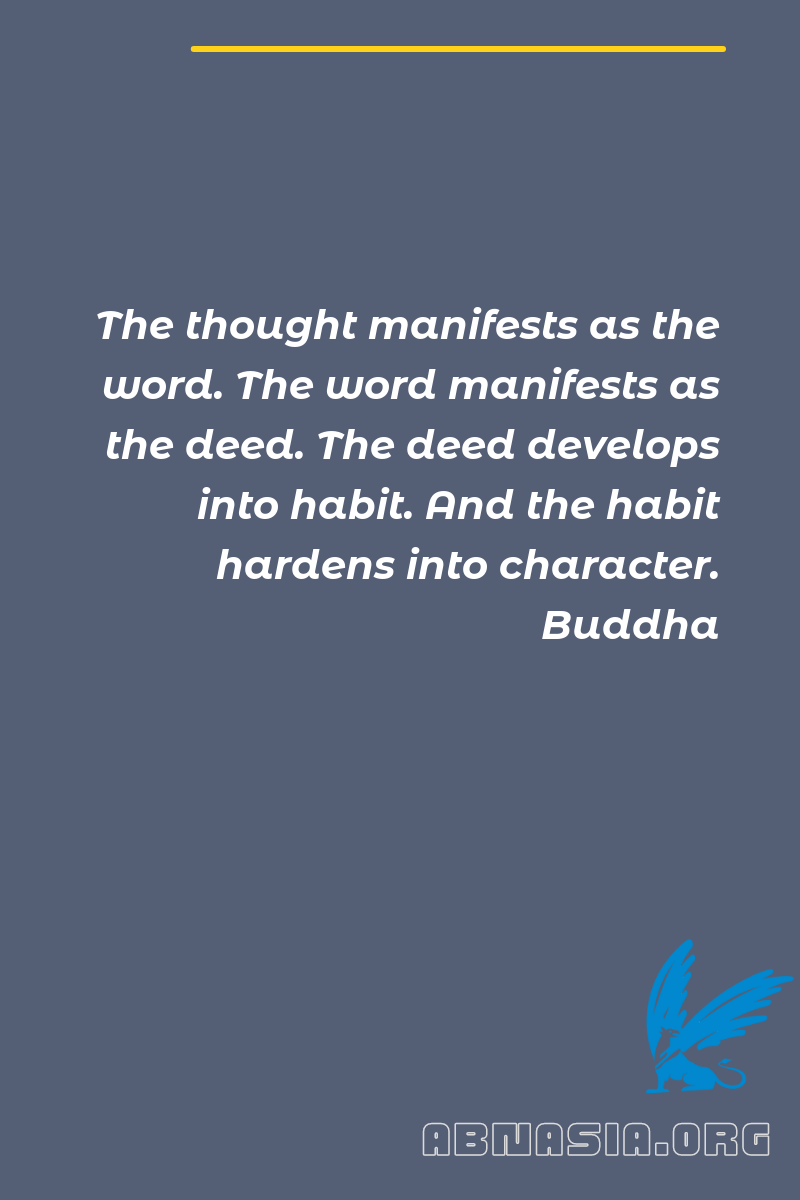 The thought manifests as the
word. The word manifests as
the deed. The deed develops
into habit. And the habit
hardens into character.
Buddha
ABNASIA.ORG